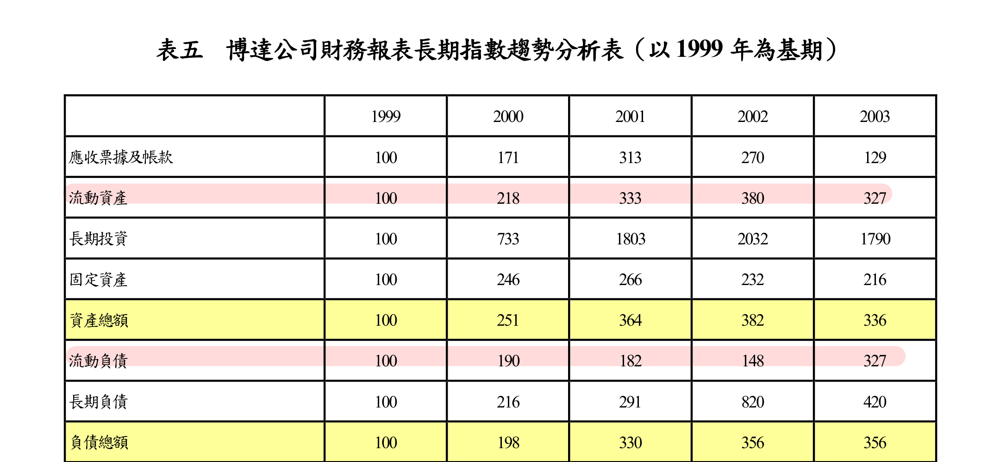 表五　博達公司財務報表長期指數趨勢分析表（以 1999 年為基期）
1999 2000 2001 2002 2003
應收票據及帳款 100 171 313 270 129
流動資產 100 218 333 380 327
長期投資 100 733 1803 2032 1790
固定資產 100 246 266 232 216
資產總額 100 251 364 382 336
流動負債 100 190 182 148 327
長期負債 100 216 291 820 420
負債總額 100 198 330 356 356